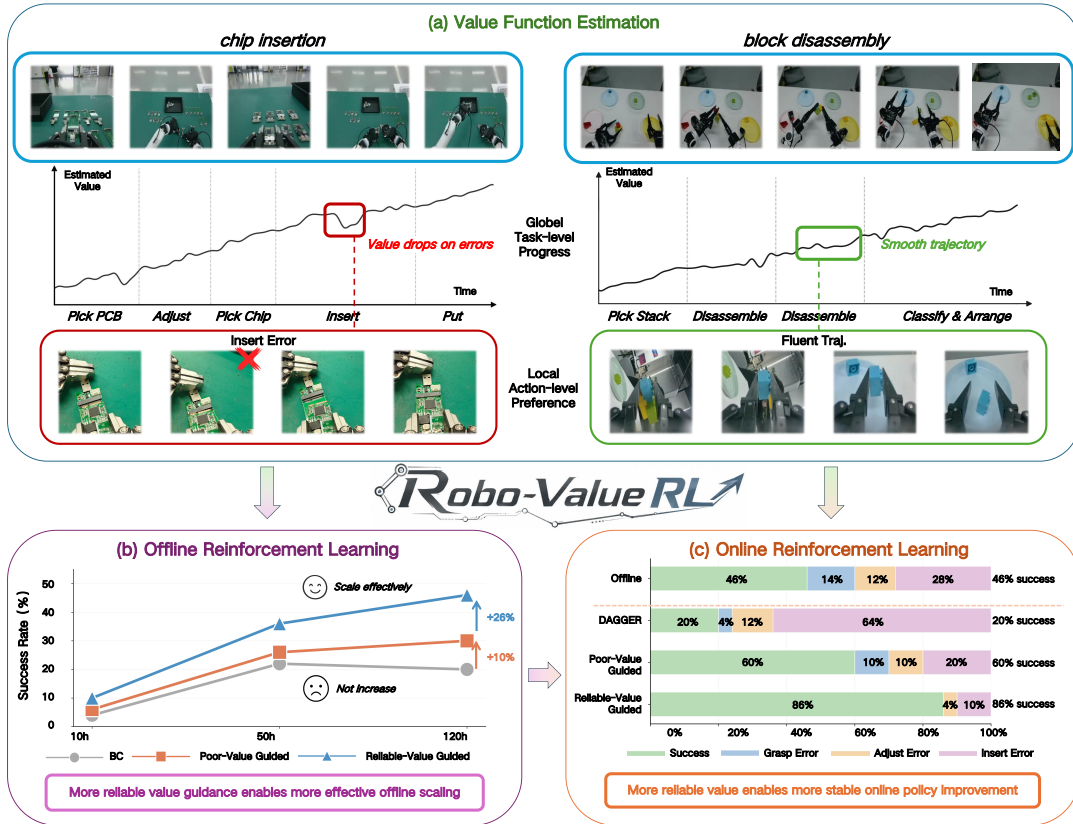 (a) Value Function Estimation
chip insertion
block disassembly
Estimated
Value
Value drops on errors
Time
Pick PCB
Adjust
Pick Chip
Insert
Put
Globel
Task-level
Progress
Estimated
Value
Smooth trajectory
Time
Pick Stack
Disassemble
Disassemble
Classify & Arrange
Insert Error
Local
Action-level
Preference
Fluent Traj.
ROBO-VALUE RL
(b) Offline Reinforcement Learning
Success Rate (%)
50
40
30
20
10
0
Scale effectively
Not Increase
+26%
+10%
10h
50h
120h
BC
Poor-Value Guided
Reliable-Value Guided
More reliable value guidance enables more effective offline scaling
(c) Online Reinforcement Learning
Offline
46%
14%
12%
28%
46% success
DAGGER
20%
4%
12%
64%
20% success
Poor-Value
Guided
60%
10%
10%
20%
60% success
Reliable-Value
Guided
86%
4%
10%
86% success
0%
20%
40%
60%
80%
100%
Success
Grasp Error
Adjust Error
Insert Error
More reliable value enables more stable online policy improvement